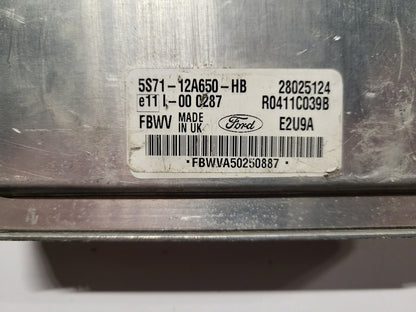 5S71-12A650-HB 28025124
e11 I-00 0287 R0411C039B
FBWV MADE IN UK Ford E2U9A
*FBWVA50250887*